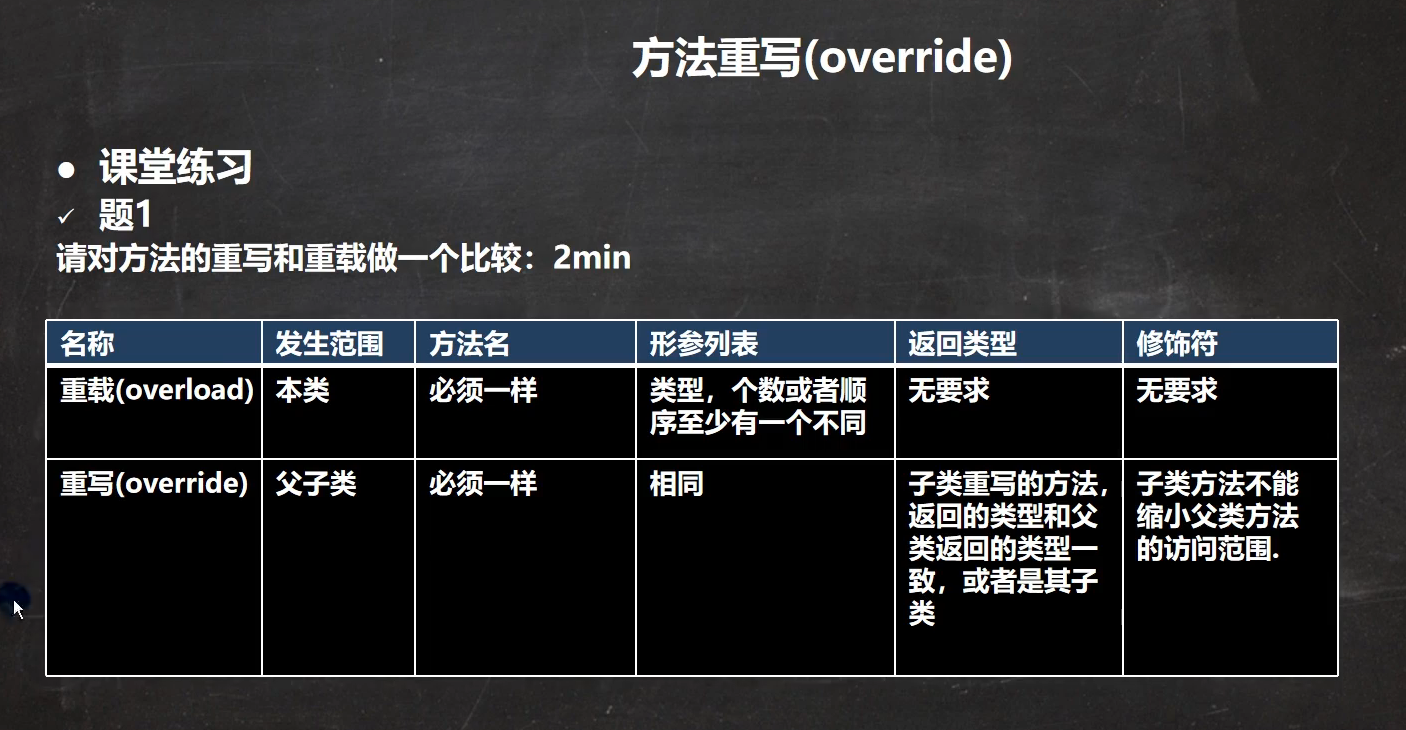 方法重写(override)
● 课堂练习
✓ 题1
请对方法的重写和重载做一个比较：2min
名称 发生范围 方法名 形参列表 返回类型 修饰符
重载(overload) 本类 必须一样 类型，个数或者顺序至少有一个不同 无要求 无要求
重写(override) 父子类 必须一样 相同 子类重写的方法，返回的类型和父类返回的类型一致，或者是其子类 子类方法不能缩小父类方法的访问范围.